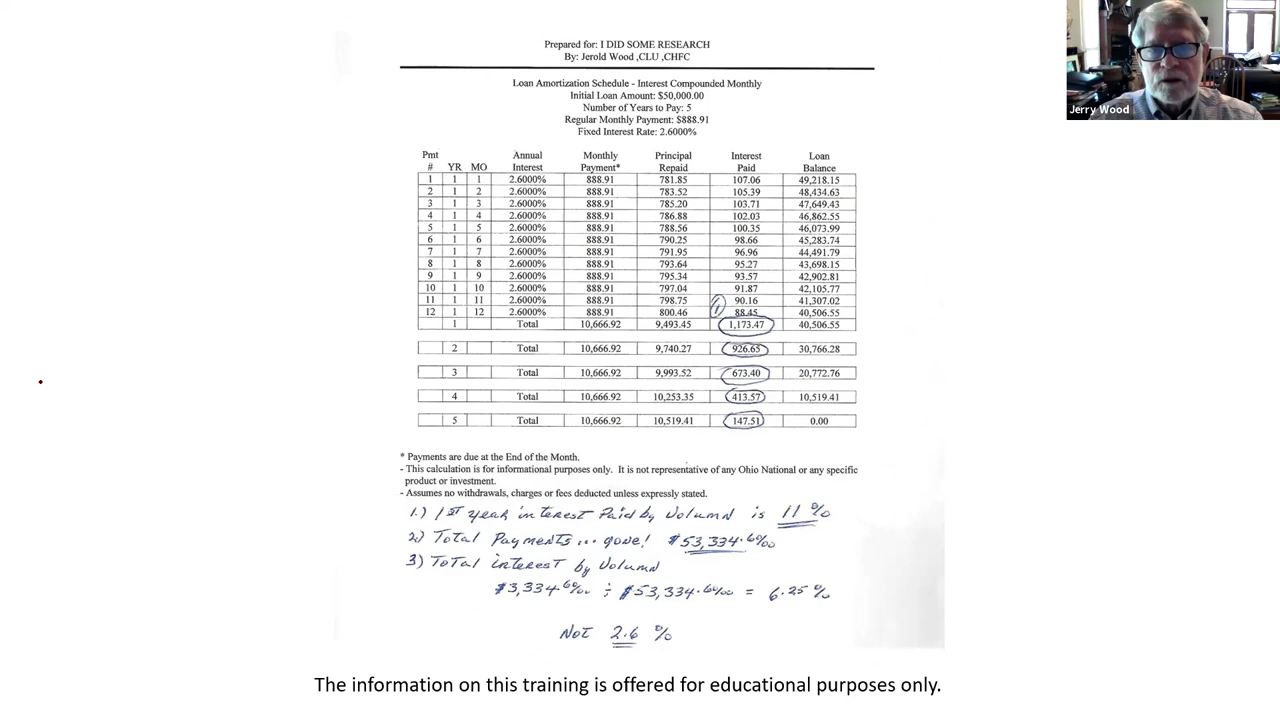 Prepared for: I DID SOME RESEARCH
By: Jerold Wood ,CLU ,CHFC
Loan Amortization Schedule - Interest Compounded Monthly
Initial Loan Amount: $50,000.00
Number of Years to Pay: 5
Regular Monthly Payment: $888.91
Fixed Interest Rate: 2.6000%
Pmt Annual Monthly Principal Interest Loan
# YR MO Interest Payment* Repaid Paid Balance
1 1 1 2.6000% 888.91 781.85 107.06 49,218.15
2 1 2 2.6000% 888.91 783.52 105.39 48,434.63
3 1 3 2.6000% 888.91 785.20 103.71 47,649.43
4 1 4 2.6000% 888.91 786.88 102.03 46,862.55
5 1 5 2.6000% 888.91 788.56 100.35 46,073.99
6 1 6 2.6000% 888.91 790.25 98.66 45,283.74
7 1 7 2.6000% 888.91 791.95 96.96 44,491.79
8 1 8 2.6000% 888.91 793.64 95.27 43,698.15
9 1 9 2.6000% 888.91 795.34 93.57 42,902.81
10 1 10 2.6000% 888.91 797.04 91.87 42,105.77
11 1 11 2.6000% 888.91 798.75 90.16 41,307.02
12 1 12 2.6000% 888.91 800.46 88.45 40,506.55
1 Total 10,666.92 9,493.45 1,173.47 40,506.55
2 Total 10,666.92 9,740.27 926.65 30,766.28
3 Total 10,666.92 9,993.52 673.40 20,772.76
4 Total 10,666.92 10,253.35 413.57 10,519.41
5 Total 10,666.92 10,519.41 147.51 0.00
* Payments are due at the End of the Month.
- This calculation is for informational purposes only. It is not representative of any Ohio National or any specific
product or investment.
- Assumes no withdrawals, charges or fees deducted unless expressly stated.
1.) 1ST year interest Paid by Volumn is 11 %
2) Total Payments... gone! $53,334.60/00
3) Total interest by Volumn
$3,334.60/00 ÷ $53,334.60/00 = 6.25 %
Not 2.6 %
The information on this training is offered for educational purposes only.
Jerry Wood